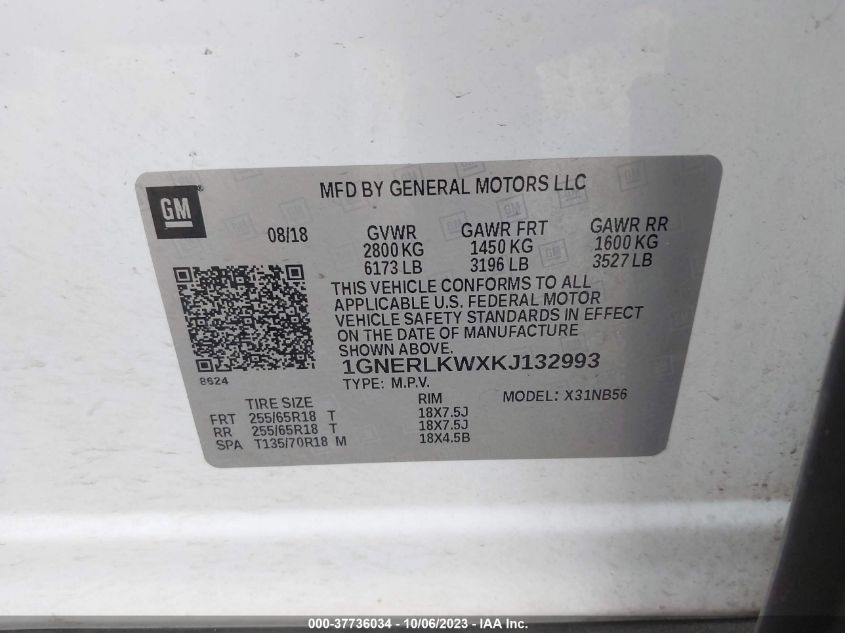 MFD BY GENERAL MOTORS LLC
GM
08/18 GVWR GAWR FRT GAWR RR
2800 KG 1450 KG 1600 KG
6173 LB 3196 LB 3527 LB
THIS VEHICLE CONFORMS TO ALL
APPLICABLE U.S. FEDERAL MOTOR
VEHICLE SAFETY STANDARDS IN EFFECT
ON THE DATE OF MANUFACTURE
SHOWN ABOVE.
1GNERLKWXKJ132993
8624
TYPE: M.P.V. MODEL: X31NB56
TIRE SIZE RIM
FRT 255/65R18 T 18X7.5J
RR 255/65R18 T 18X7.5J
SPA T135/70R18 M 18X4.5B
000-37736034 - 10/06/2023 - IAA Inc.